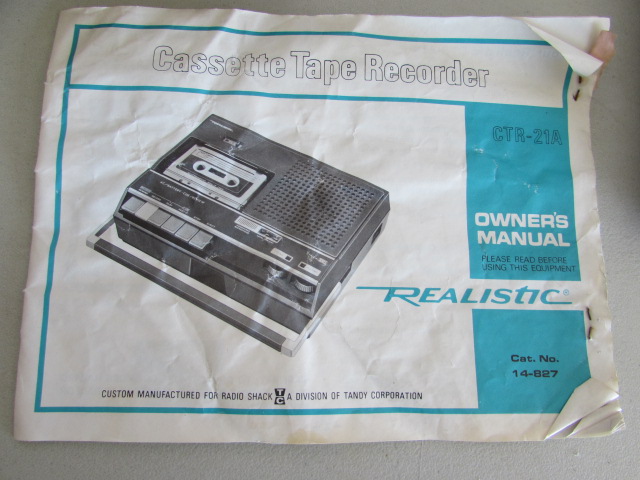 Cassette Tape Recorder
CTR-21A
OWNER'S
MANUAL
PLEASE READ BEFORE
USING THIS EQUIPMENT
REALISTIC®
Cat. No.
14-827
CUSTOM MANUFACTURED FOR RADIO SHACK TC A DIVISION OF TANDY CORPORATION